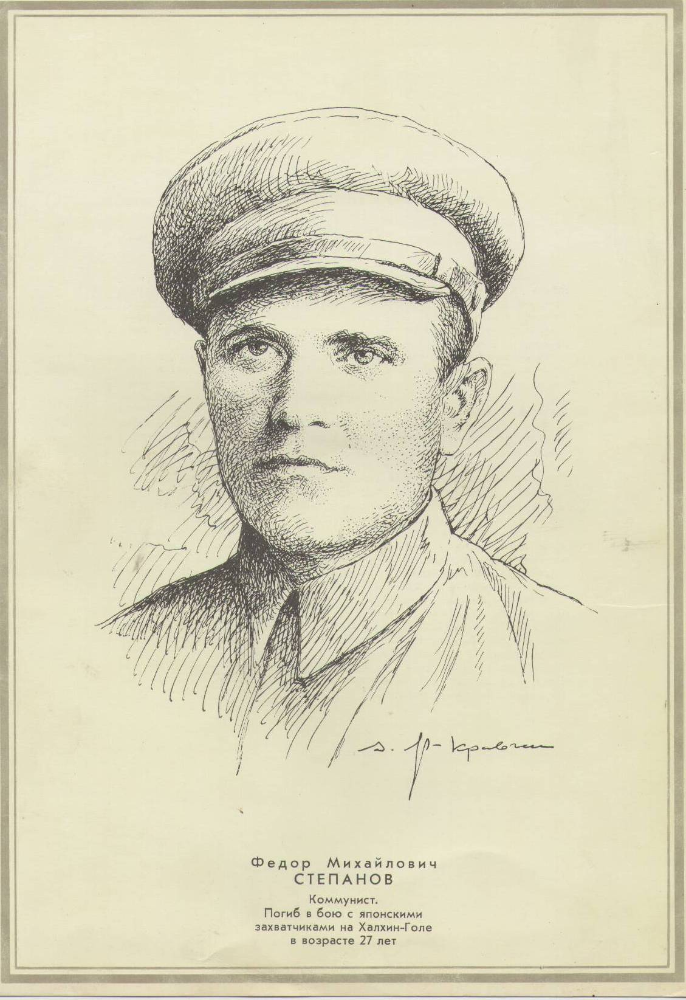 Федор Михайлович
СТЕПАНОВ
Коммунист.
Погиб в бою с японскими
захватчиками на Халхин-Голе
в возрасте 27 лет